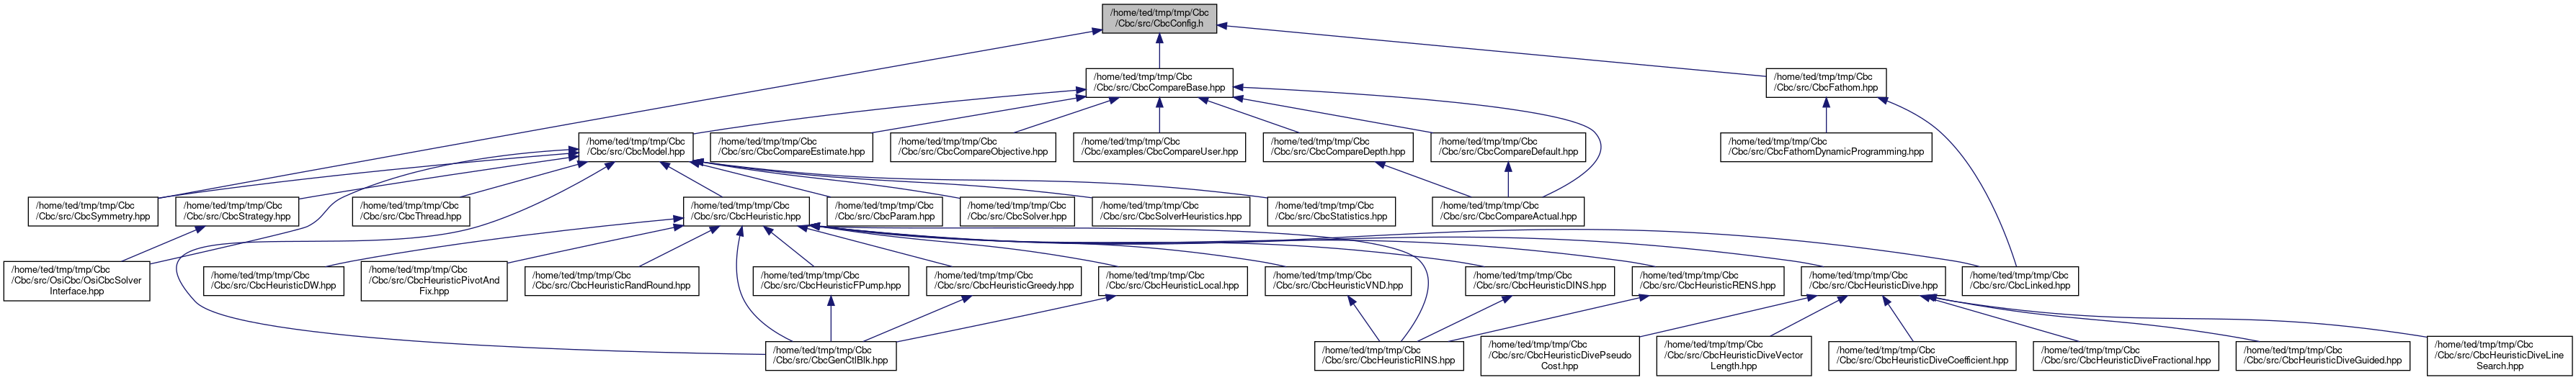 /home/ted/tmp/tmp/Cbc
/Cbc/src/CbcConfig.h
/home/ted/tmp/tmp/Cbc
/Cbc/src/CbcCompareBase.hpp
/home/ted/tmp/tmp/Cbc
/Cbc/src/CbcFathom.hpp
/home/ted/tmp/tmp/Cbc
/Cbc/src/CbcModel.hpp
/home/ted/tmp/tmp/Cbc
/Cbc/src/CbcCompareEstimate.hpp
/home/ted/tmp/tmp/Cbc
/Cbc/src/CbcCompareObjective.hpp
/home/ted/tmp/tmp/Cbc
/Cbc/examples/CbcCompareUser.hpp
/home/ted/tmp/tmp/Cbc
/Cbc/src/CbcCompareDepth.hpp
/home/ted/tmp/tmp/Cbc
/Cbc/src/CbcCompareDefault.hpp
/home/ted/tmp/tmp/Cbc
/Cbc/src/CbcFathomDynamicProgramming.hpp
/home/ted/tmp/tmp/Cbc
/Cbc/src/CbcSymmetry.hpp
/home/ted/tmp/tmp/Cbc
/Cbc/src/CbcStrategy.hpp
/home/ted/tmp/tmp/Cbc
/Cbc/src/CbcThread.hpp
/home/ted/tmp/tmp/Cbc
/Cbc/src/CbcHeuristic.hpp
/home/ted/tmp/tmp/Cbc
/Cbc/src/CbcParam.hpp
/home/ted/tmp/tmp/Cbc
/Cbc/src/CbcSolver.hpp
/home/ted/tmp/tmp/Cbc
/Cbc/src/CbcSolverHeuristics.hpp
/home/ted/tmp/tmp/Cbc
/Cbc/src/CbcStatistics.hpp
/home/ted/tmp/tmp/Cbc
/Cbc/src/CbcCompareActual.hpp
/home/ted/tmp/tmp/Cbc
/Cbc/src/OsiCbc/OsiCbcSolver
Interface.hpp
/home/ted/tmp/tmp/Cbc
/Cbc/src/CbcHeuristicDW.hpp
/home/ted/tmp/tmp/Cbc
/Cbc/src/CbcHeuristicPivotAnd
Fix.hpp
/home/ted/tmp/tmp/Cbc
/Cbc/src/CbcHeuristicRandRound.hpp
/home/ted/tmp/tmp/Cbc
/Cbc/src/CbcHeuristicFPump.hpp
/home/ted/tmp/tmp/Cbc
/Cbc/src/CbcHeuristicGreedy.hpp
/home/ted/tmp/tmp/Cbc
/Cbc/src/CbcHeuristicLocal.hpp
/home/ted/tmp/tmp/Cbc
/Cbc/src/CbcHeuristicVND.hpp
/home/ted/tmp/tmp/Cbc
/Cbc/src/CbcHeuristicDINS.hpp
/home/ted/tmp/tmp/Cbc
/Cbc/src/CbcHeuristicRENS.hpp
/home/ted/tmp/tmp/Cbc
/Cbc/src/CbcHeuristicDive.hpp
/home/ted/tmp/tmp/Cbc
/Cbc/src/CbcLinked.hpp
/home/ted/tmp/tmp/Cbc
/Cbc/src/CbcGenCtlBlk.hpp
/home/ted/tmp/tmp/Cbc
/Cbc/src/CbcHeuristicRINS.hpp
/home/ted/tmp/tmp/Cbc
/Cbc/src/CbcHeuristicDivePseudo
Cost.hpp
/home/ted/tmp/tmp/Cbc
/Cbc/src/CbcHeuristicDiveVector
Length.hpp
/home/ted/tmp/tmp/Cbc
/Cbc/src/CbcHeuristicDiveCoefficient.hpp
/home/ted/tmp/tmp/Cbc
/Cbc/src/CbcHeuristicDiveFractional.hpp
/home/ted/tmp/tmp/Cbc
/Cbc/src/CbcHeuristicDiveGuided.hpp
/home/ted/tmp/tmp/Cbc
/Cbc/src/CbcHeuristicDiveLine
Search.hpp